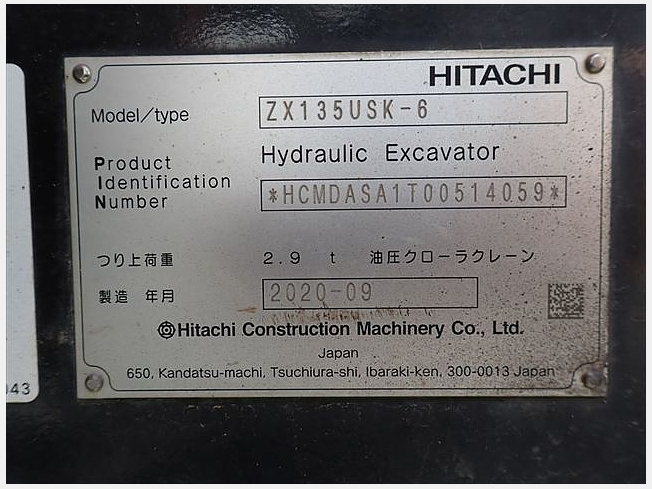 HITACHI
Model/type ZX135USK-6
Hydraulic Excavator
Product
Identification
Number *HCMDASA1T00514059*
つり上荷重 2.9 t 油圧クローラクレーン
製造 年月 2020-09
Hitachi Construction Machinery Co., Ltd.
Japan
650, Kandatsu-machi, Tsuchiura-shi, Ibaraki-ken, 300-0013 Japan
043